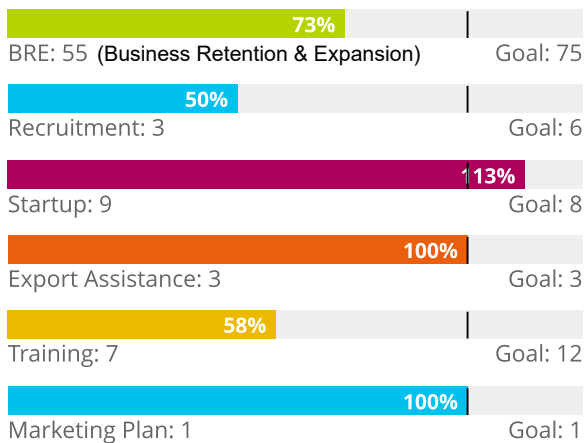 73%
BRE: 55 (Business Retention & Expansion) Goal: 75
50%
Recruitment: 3 Goal: 6
113%
Startup: 9 Goal: 8
100%
Export Assistance: 3 Goal: 3
58%
Training: 7 Goal: 12
100%
Marketing Plan: 1 Goal: 1